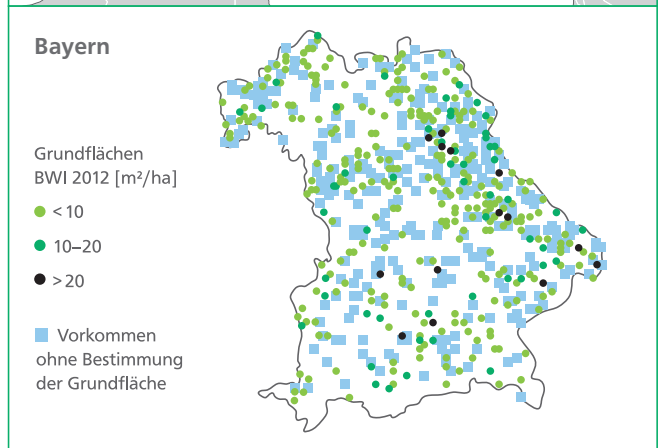 Bayern
Grundflächen
BWI 2012 [m²/ha]
< 10
10–20
> 20
Vorkommen
ohne Bestimmung
der Grundfläche